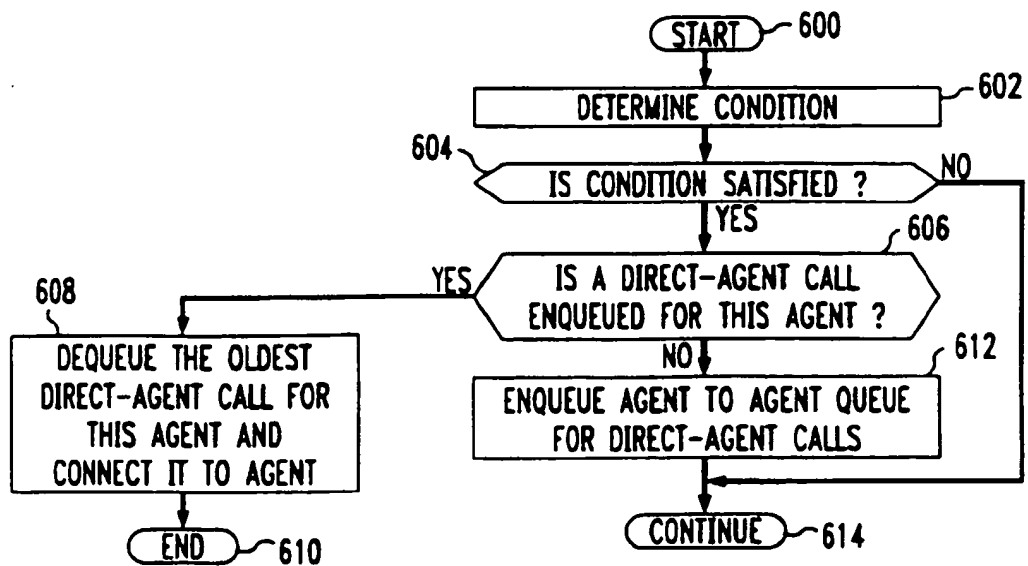 START
600
DETERMINE CONDITION
602
604
IS CONDITION SATISFIED ?
NO
YES
606
IS A DIRECT-AGENT CALL
ENQUEUED FOR THIS AGENT ?
YES
608
DEQUEUE THE OLDEST
DIRECT-AGENT CALL FOR
THIS AGENT AND
CONNECT IT TO AGENT
END
610
NO
612
ENQUEUE AGENT TO AGENT QUEUE
FOR DIRECT-AGENT CALLS
CONTINUE
614